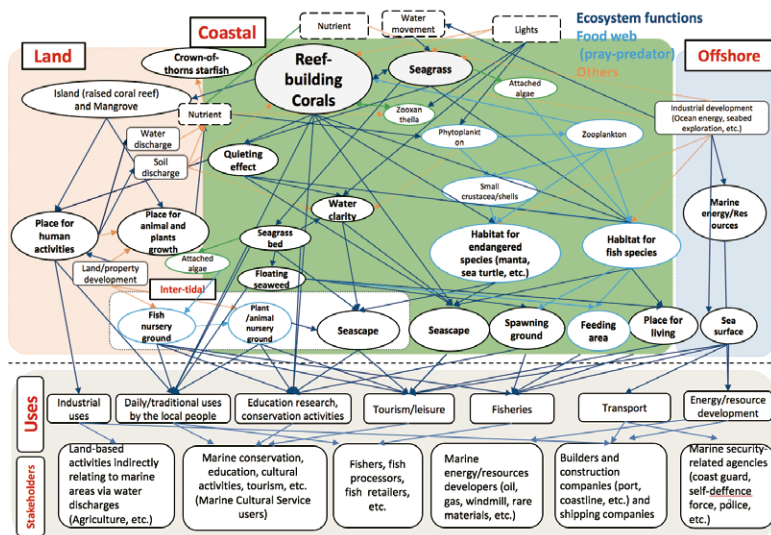 Nutrient
Water
movement
Lights
Ecosystem functions
Food web
(pray-predator)
Others
Land
Coastal
Offshore
Crown-of-
thorns starfish
Reef-
building
Corals
Seagrass
Attached
algae
Island (raised coral reef)
and Mangrove
Nutrient
Zooxan
thella
Industrial development
(Ocean energy, seabed
exploration, etc.)
Water
discharge
Phytoplankt
on
Zooplankton
Soil
discharge
Quieting
effect
Small
crustacea/shells
Place for
human
activities
Place for
animal and
plants
growth
Water
clarity
Marine
energy/Res
ources
Seagrass
bed
Habitat for
endangered
species (manta,
sea turtle, etc.)
Habitat for
fish species
Attached
algae
Land/property
development
Floating
seaweed
Inter-tidal
Fish
nursery
ground
Plant
/animal
nursery
ground
Seascape
Seascape
Spawning
ground
Feeding
area
Place for
living
Sea
surface
Uses
Industrial
uses
Daily/traditional uses
by the local people
Education research,
conservation activities
Tourism/leisure
Fisheries
Transport
Energy/resource
development
Stakeholders
Land-based
activities indirectly
relating to marine
areas via water
discharges
(Agriculture, etc.)
Marine conservation,
education, cultural
activities, tourism, etc.
(Marine Cultural Service
users)
Fishers, fish
processors,
fish retailers,
etc.
Marine
energy/resources
developers (oil,
gas, windmill, rare
materials, etc.)
Builders and
construction
companies (port,
coastline, etc.) and
shipping companies
Marine security-
related agencies
(coast guard,
self-deffence
force, police,
etc.)